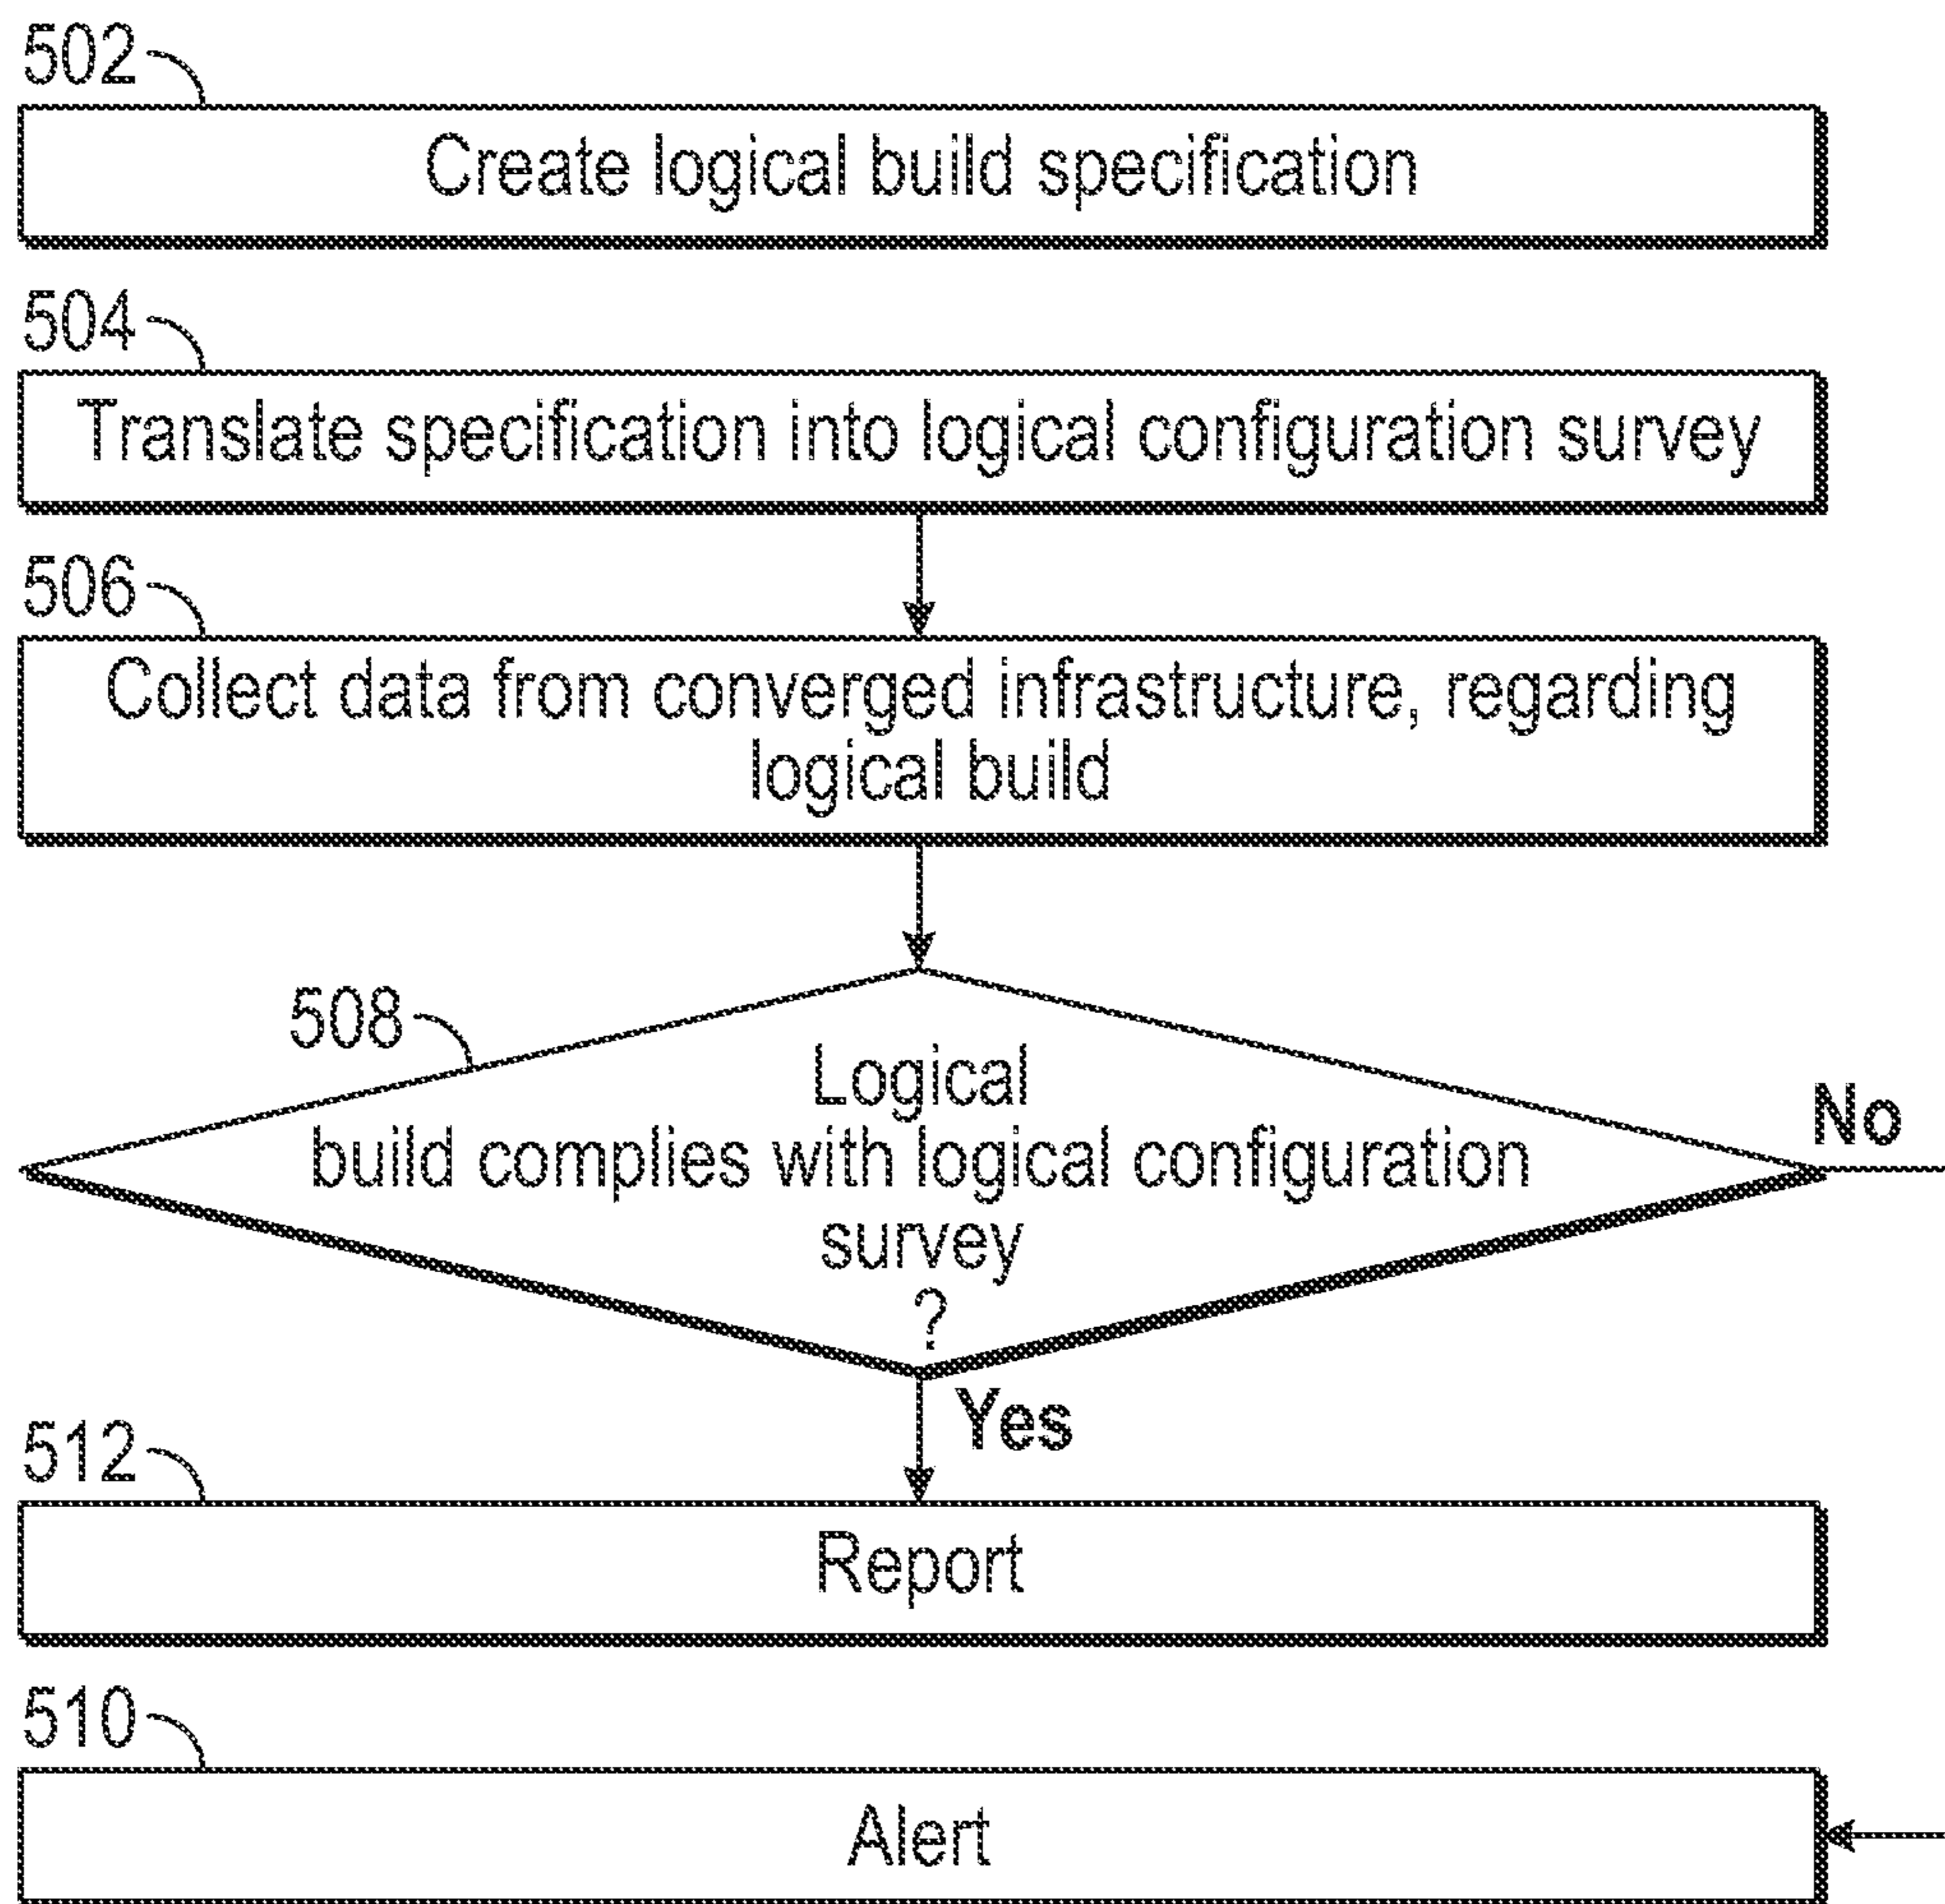 502
Create logical build specification
504
Translate specification into logical configuration survey
506
Collect data from converged infrastructure, regarding
logical build
508
Logical
build complies with logical configuration
survey
?
No
Yes
512
Report
510
Alert